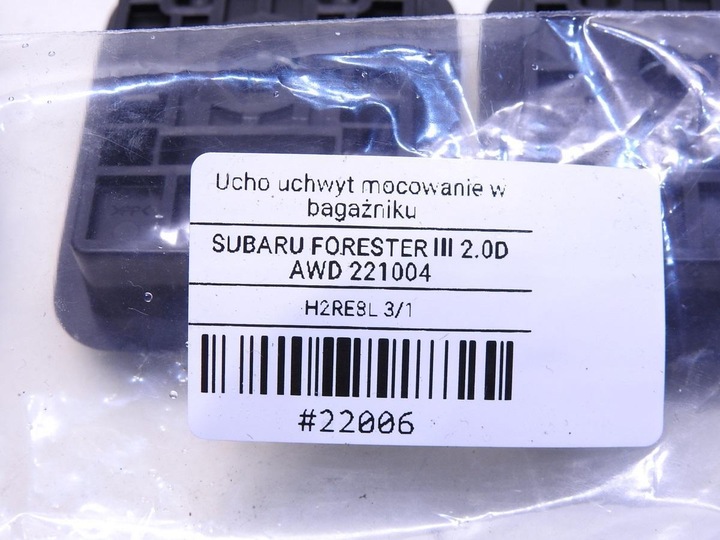 Ucho uchwyt mocowanie w
bagażniku
SUBARU FORESTER III 2.0D
AWD 221004
H2RE8L 3/1
#22006